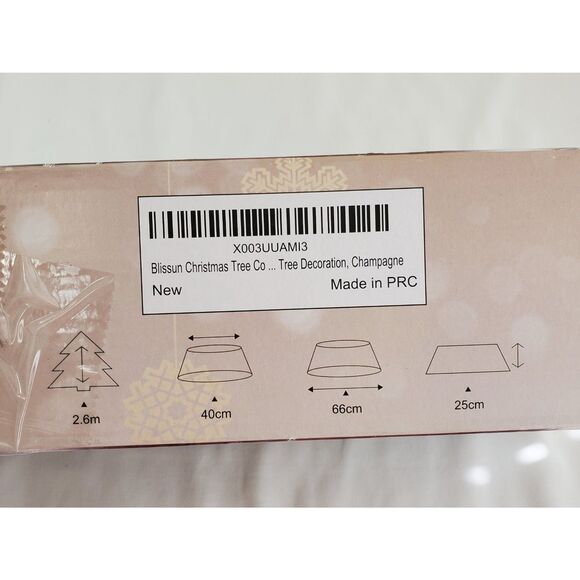 X003UUAMI3
Blissun Christmas Tree Co ... Tree Decoration, Champagne
New Made in PRC
2.6m 40cm 66cm 25cm